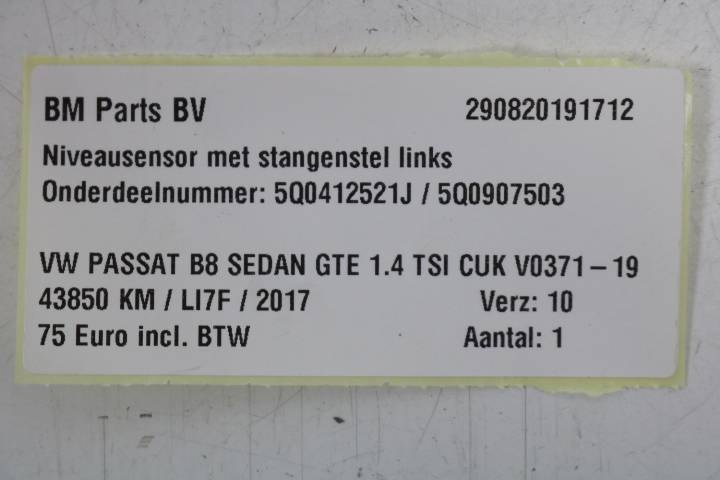 BM Parts BV 290820191712
Niveausensor met stangenstel links
Onderdeelnummer: 5Q0412521J / 5Q0907503
VW PASSAT B8 SEDAN GTE 1.4 TSI CUK V0371-19
43850 KM / LI7F / 2017 Verz: 10
75 Euro incl. BTW Aantal: 1